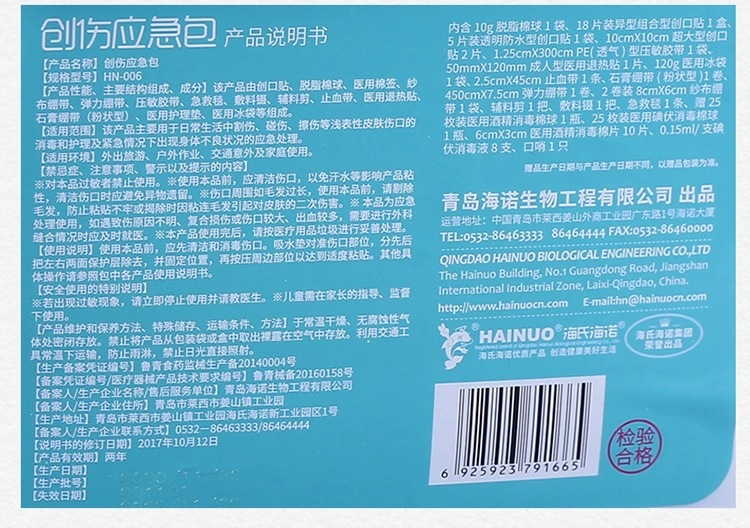 创伤应急包 产品说明书
【产品名称】创伤应急包
【规格型号】HN-006
【产品性能、主要结构组成、成分】该产品由创口贴、脱脂棉球、医用棉签、纱
布绷带、弹力绷带、压敏胶带、急救毯、敷料镊、辅料剪、止血带、医用退热贴、
石膏绷带（粉状型）、医用护理垫、医用冰袋等组成。
【适用范围】该产品主要用于日常生活中割伤、碰伤、擦伤等浅表性皮肤伤口的
消毒和护理及紧急情况下出现身体不良状况的应急处理。
【适用环境】外出旅游、户外作业、交通意外及家庭使用。
【禁忌症、注意事项、警示以及提示的内容】
※对本品过敏者禁止使用。※使用本品前，应清洁伤口，以免汗水等影响产品粘
性，清洁伤口时应避免异物遗留。※伤口周围如毛发过长，使用本品前，请剔除
毛发，防止粘贴不牢或揭除时因粘连毛发引起对皮肤的二次伤害。※ 本品为应急
处理使用，如遇致伤原因不明、复合损伤或伤口较大、出血较多，需要进行外科
缝合情况时应及时就医。※本产品使用完后，请按医疗用品垃圾进行妥善处理。
【使用说明】使用本品前，应先清洁和消毒伤口。吸水垫对准伤口部位，分先后
把左右两面保护层除去，并固定位置，再按压周边部位以达到适度粘贴。其他具
体操作请参照包中各产品使用说明书。
【安全使用的特别说明】
※若出现过敏现象，请立即停止使用并请教医生。※儿童需在家长的指导、监督
下使用。
【产品维护和保养方法、特殊储存、运输条件、方法】于常温干燥、无腐蚀性气
体处密闭存放。禁止将产品从包装袋或盒中取出裸露在空气中存放。利用交通工
具常温下运输，防止雨淋，禁止日光直接照射。
【生产备案凭证编号】鲁青食药监械生产备20140004号
【备案凭证编号/医疗器械产品技术要求编号】鲁青械备20160158号
【备案人/生产企业名称/售后服务单位】青岛海诺生物工程有限公司
【备案人/生产企业住所】青岛市莱西市姜山镇工业园
【生产地址】青岛市莱西市姜山镇工业园海氏海诺新工业园区1号
【备案人/生产企业联系方式】0532-86463333/86464444
【说明书的修订日期】2017年10月12日
【产品有效期】两年
【生产日期】
【生产批号】
【失效日期】
内含 10g 脱脂棉球 1 袋、18 片装异型组合型创口贴 1 盒、
5 片装透明防水型创口贴 1 袋、10cmX10cm 超大型创口
贴 2 片、1.25cmX300cm PE( 透气 ) 型压敏胶带 1 袋、
50mmX120mm 成人型医用退热贴 1 片、120g 医用冰袋
1 袋、2.5cmX45cm 止血带 1 条、石膏绷带 ( 粉状型 )1 卷、
450cmX7.5cm 弹力绷带 1 卷、2 卷装 8cmX6cm 纱布绷
带 1 袋、辅料剪 1 把、敷料镊 1 把、急救毯 1 条、赠 25
枚装医用酒精消毒棉球 1 瓶、25 枚装医用碘伏消毒棉球
1 瓶、6cmX3cm 医用酒精消毒棉片 10 片、0.15ml/ 支碘
伏消毒液 8 支、口哨 1 只
赠品生产日期与产品生产日期不同，以赠品包装为准。
青岛海诺生物工程有限公司 出品
运营地址：中国青岛市莱西姜山外商工业园广东路1号海诺大厦
TEL:0532-86463333 86464444 FAX:0532-86460000
QINGDAO HAINUO BIOLOGICAL ENGINEERING CO.,LTD
The Hainuo Building, No.1 Guangdong Road, Jiangshan
International Industrial Zone, Laixi-Qingdao, China.
http://www.hainuocn.com E-mail:hn@hainuocn.com
HAINUO® 海氏海诺®
海氏海诺优质产品 创造健康美好生活
海氏海诺集团
荣誉出品
6 925923 791665
检验
合格